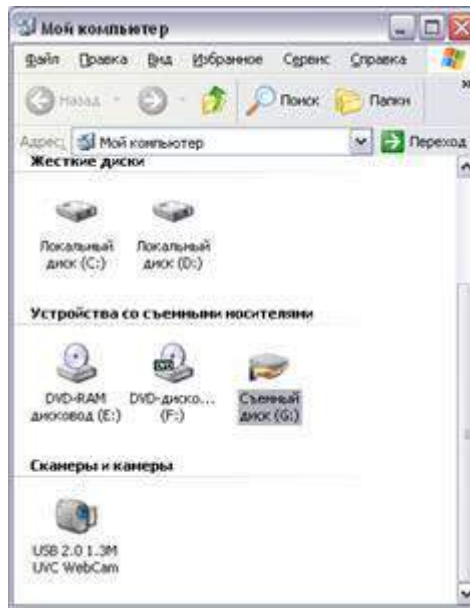 Мой компьютер
Файл Правка Вид Избранное Сервис Справка
Назад Поиск Папки
Адрес: Мой компьютер Переход
Жесткие диски
Локальный Локальный
диск (C:) диск (D:)
Устройства со съемными носителями
DVD-RAM DVD-диско... Съемный
дисковод (E:) (F:) диск (G:)
Сканеры и камеры
USB 2.0 1.3M
UVC WebCam